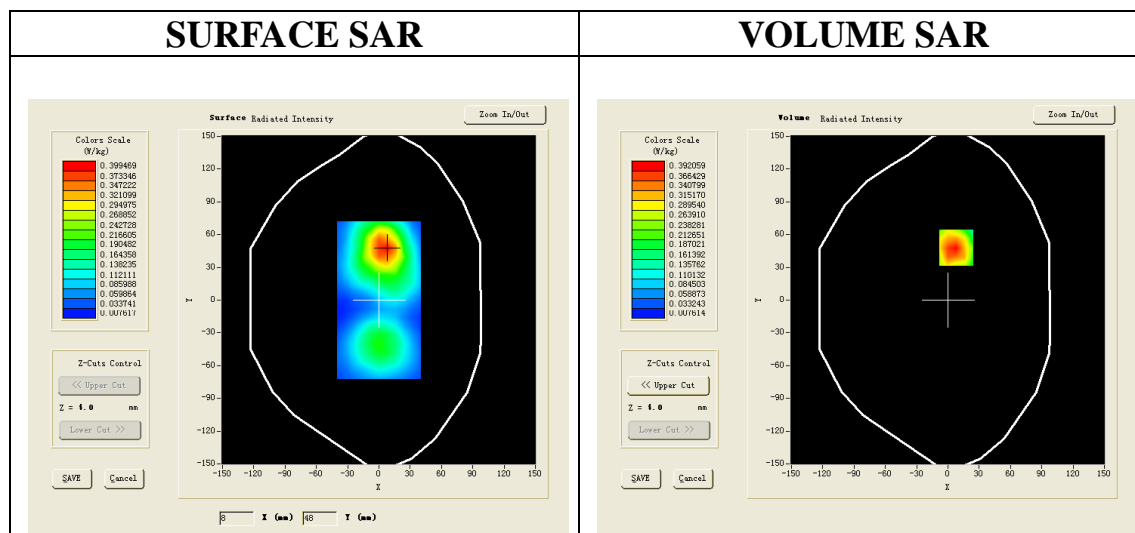 SURFACE SAR
VOLUME SAR
Surface Radiated Intensity
Zoom In/Out
Colors Scale
(W/kg)
0.399469
0.373346
0.347222
0.321099
0.294975
0.268852
0.242728
0.216605
0.190482
0.164358
0.138235
0.112111
0.085988
0.059864
0.033741
0.007617
Z-Cuts Control
<< Upper Cut
Z = 4.0 mm
Lower Cut >>
SAVE Cancel
150
120
90
60
30
0
-30
-60
-90
-120
-150
Y
-150 -120 -90 -60 -30 0 30 60 90 120 150
X
8 X (mm) 48 Y (mm)
Volume Radiated Intensity
Zoom In/Out
Colors Scale
(W/kg)
0.392059
0.366429
0.340799
0.315170
0.289540
0.263910
0.238281
0.212651
0.187021
0.161392
0.135762
0.110132
0.084503
0.058873
0.033243
0.007614
Z-Cuts Control
<< Upper Cut
Z = 4.0 mm
Lower Cut >>
SAVE Cancel
150
120
90
60
30
0
-30
-60
-90
-120
-150
Y
-150 -120 -90 -60 -30 0 30 60 90 120 150
X